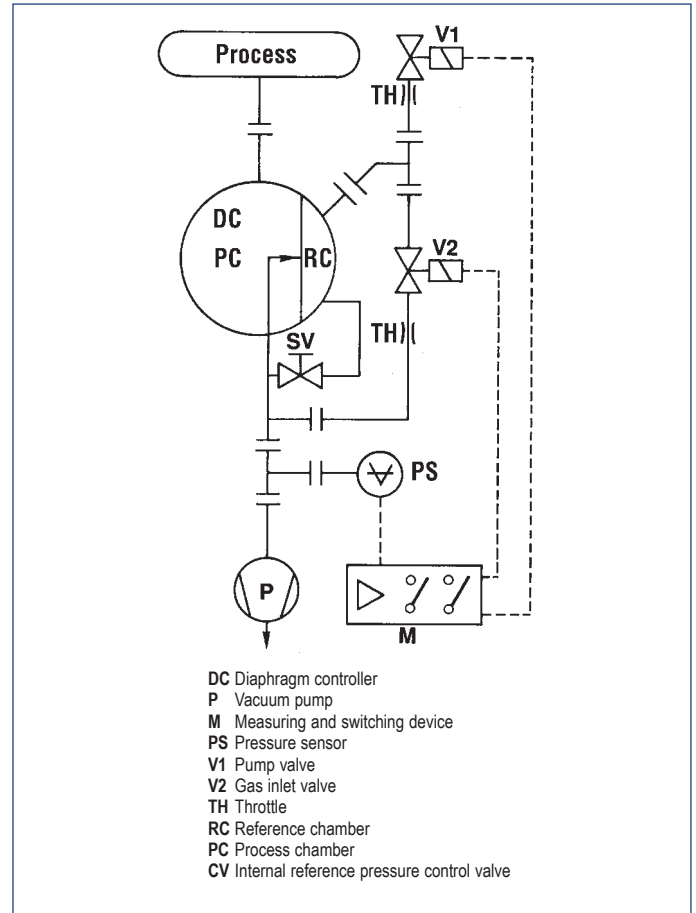 Process
V1
TH
DC
PC
RC
V2
TH
SV
PS
P
M
DC Diaphragm controller
P Vacuum pump
M Measuring and switching device
PS Pressure sensor
V1 Pump valve
V2 Gas inlet valve
TH Throttle
RC Reference chamber
PC Process chamber
CV Internal reference pressure control valve